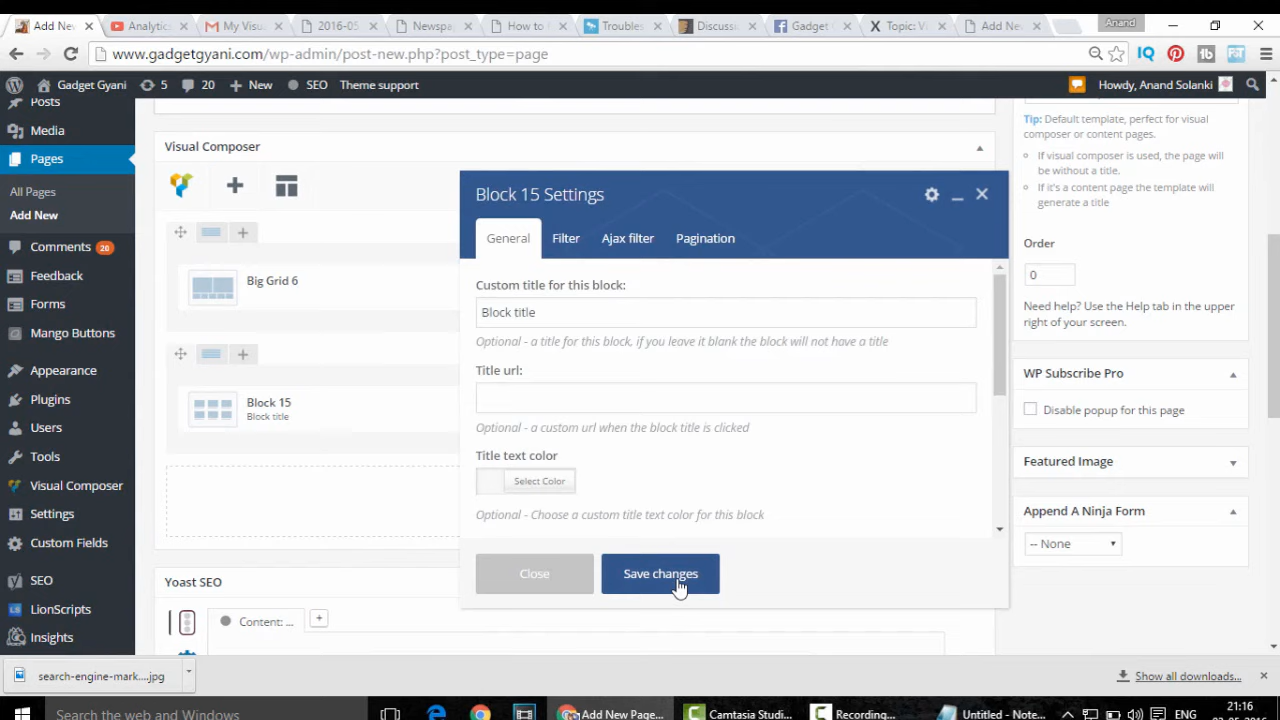 Add Nev
Analytics
My Visu
2016-05
Newspa
How to
Troubles
Discuss
Gadget
Topic: V
Add Ne
Anand
www.gadgetgyani.com/wp-admin/post-new.php?post_type=page
Gadget Gyani
5
20
New
SEO
Theme support
Howdy, Anand Solanki
Posts
Media
Pages
All Pages
Add New
Comments 20
Feedback
Forms
Mango Buttons
Appearance
Plugins
Users
Tools
Visual Composer
Settings
Custom Fields
SEO
LionScripts
Insights
Visual Composer
Big Grid 6
Block 15
Block title
Yoast SEO
Content: ...
Block 15 Settings
General
Filter
Ajax filter
Pagination
Custom title for this block:
Block title
Optional - a title for this block, if you leave it blank the block will not have a title
Title url:
Optional - a custom url when the block title is clicked
Title text color
Select Color
Optional - Choose a custom title text color for this block
Close
Save changes
Tip: Default template, perfect for visual
composer or content pages.
If visual composer is used, the page will
be without a title.
If it's a content page the template will
generate a title
Order
0
Need help? Use the Help tab in the upper
right of your screen.
WP Subscribe Pro
Disable popup for this page
Featured Image
Append A Ninja Form
-- None
search-engine-mark....jpg
Show all downloads...
Search the web and Windows
Add New Page...
Camtasia Studi...
Recording...
Untitled - Note...
ENG
21:16